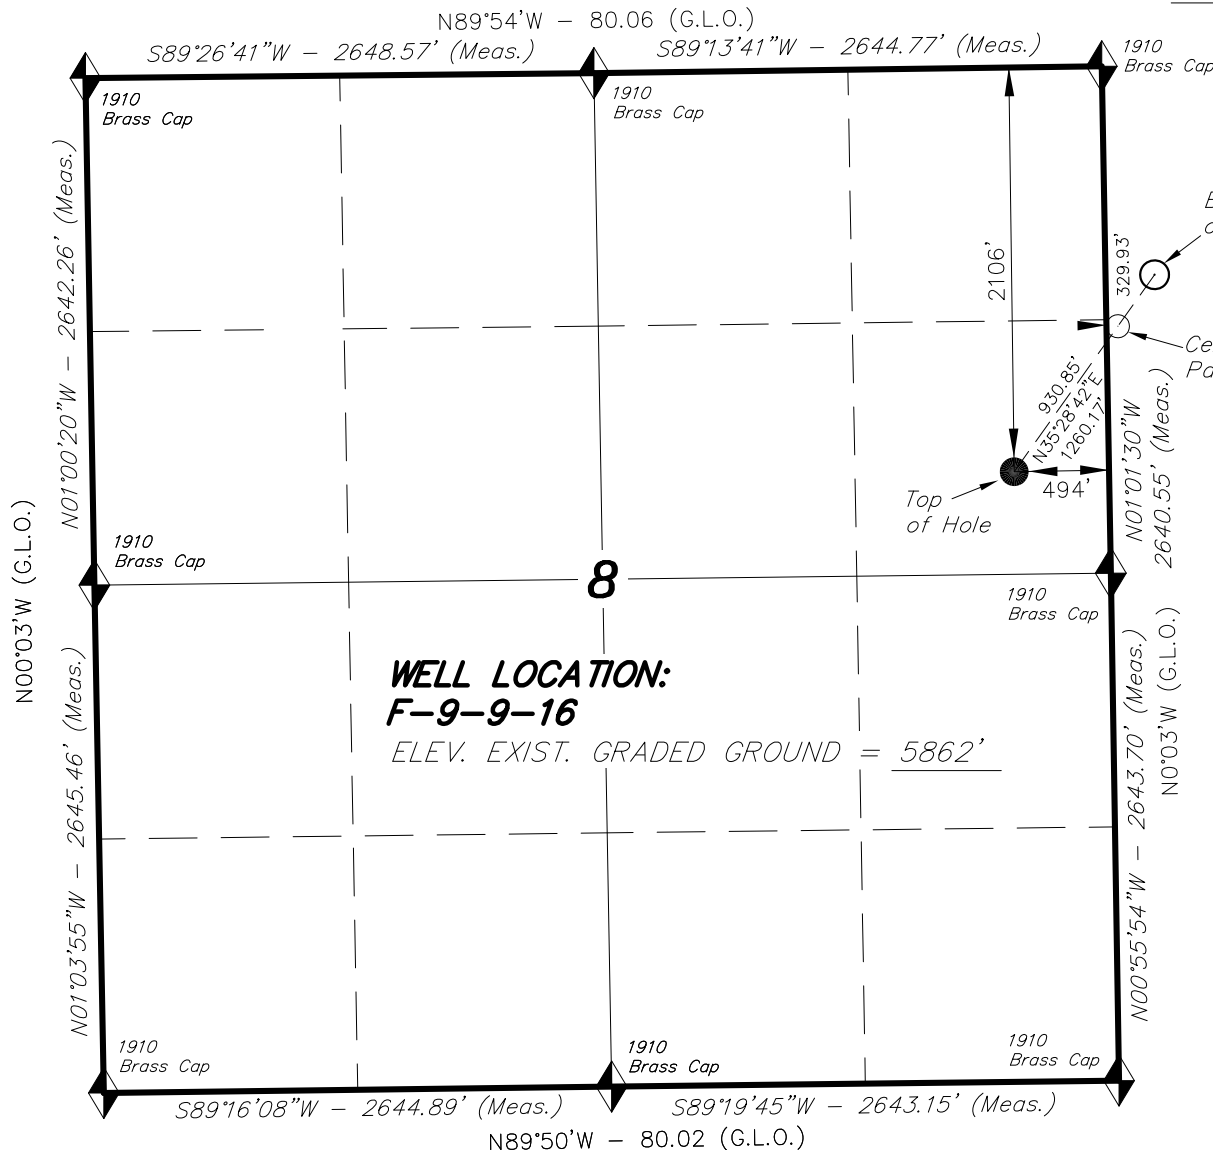 N89°54'W – 80.06 (G.L.O.)
S89°26'41"W – 2648.57' (Meas.)
S89°13'41"W – 2644.77' (Meas.)
1910
Brass Cap
1910
Brass Cap
1910
Brass Cap
N01°00'20"W – 2642.26' (Meas.)
2106'
329.93'
930.85'
N35°28'42"E
1260.17'
494'
Top
of Hole
N01°01'30"W
2640.55' (Meas.)
1910
Brass Cap
N00°03'W (G.L.O.)
8
1910
Brass Cap
WELL LOCATION:
F–9–9–16
ELEV. EXIST. GRADED GROUND = 5862'
N01°03'55"W – 2645.46' (Meas.)
N00°55'54"W – 2643.70' (Meas.)
N0°03'W (G.L.O.)
1910
Brass Cap
1910
Brass Cap
1910
Brass Cap
S89°16'08"W – 2644.89' (Meas.)
S89°19'45"W – 2643.15' (Meas.)
N89°50'W – 80.02 (G.L.O.)